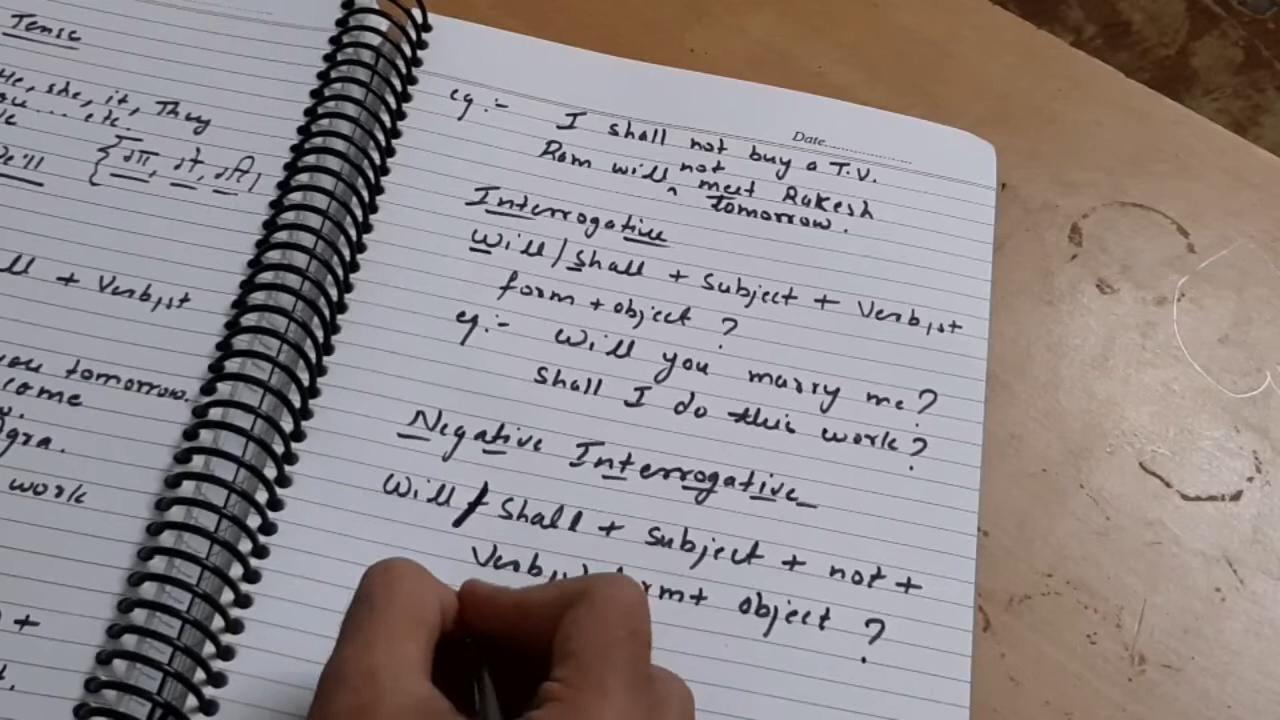 Tense
He, she, it, They
etc.
{गा, गे, गी}
+ Verb1st
you tomorrow.
come
gra.
work
+
eg :- I shall not buy a T.V.
Date
Ram will not meet Rakesh
tomorrow.
Interrogative
Will/Shall + Subject + Verb1st
form + object ?
eg :- Will you marry me?
Shall I do this work?
Negative Interrogative
Will / Shall + Subject + not +
object ?